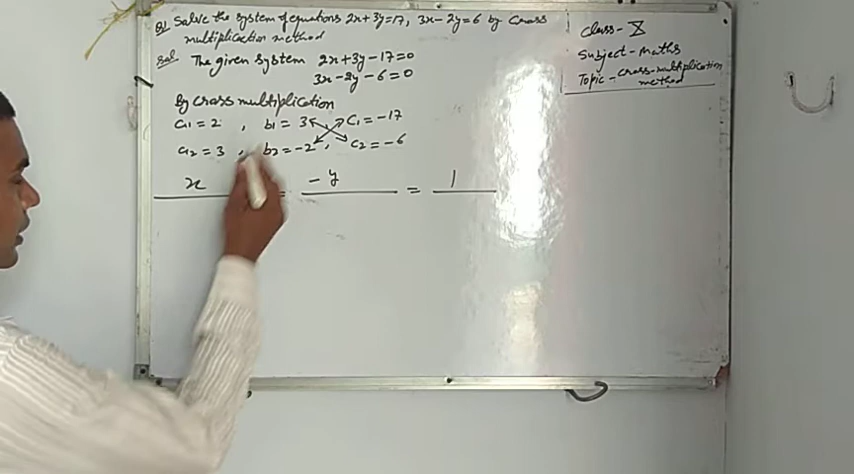 Q1 Solve the system of equations 2x+3y=17, 3x-2y=6 by Cross
multiplication method
Sol The given system 2x+3y-17=0
3x-2y-6=0
By cross multiplication
a1=2, b1=3 c1=-17
a2=3, b2=-2, c2=-6
x = -y = 1
Class-X
Subject-Maths
Topic-cross-multiplication
method